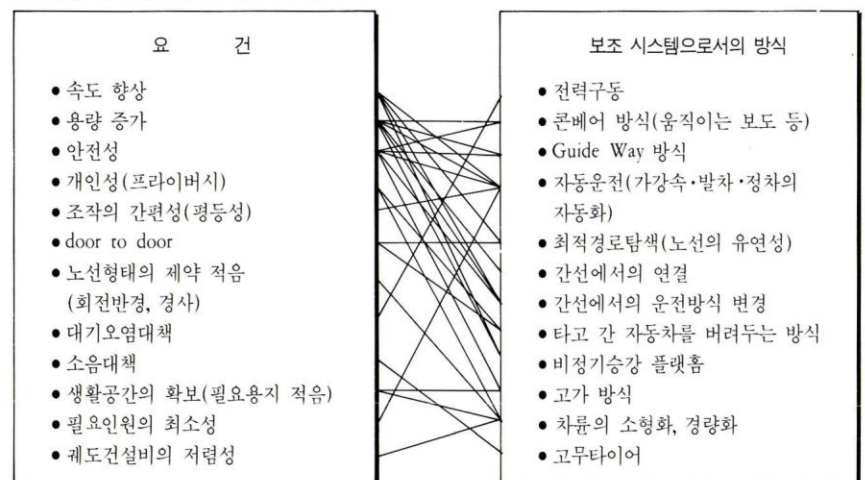 요 건
● 속도 향상
● 용량 증가
● 안전성
● 개인성(프라이버시)
● 조작의 간편성(평등성)
● door to door
● 노선형태의 제약 적음
(회전반경, 경사)
● 대기오염대책
● 소음대책
● 생활공간의 확보(필요용지 적음)
● 필요인원의 최소성
● 궤도건설비의 저렴성
보조 시스템으로서의 방식
● 전력구동
● 콘베어 방식(움직이는 보도 등)
● Guide Way 방식
● 자동운전(가강속·발차·정차의
자동화)
● 최적경로탐색(노선의 유연성)
● 간선에서의 연결
● 간선에서의 운전방식 변경
● 타고 간 자동차를 버려두는 방식
● 비정기승강 플랫홈
● 고가 방식
● 차륜의 소형화, 경량화
● 고무타이어